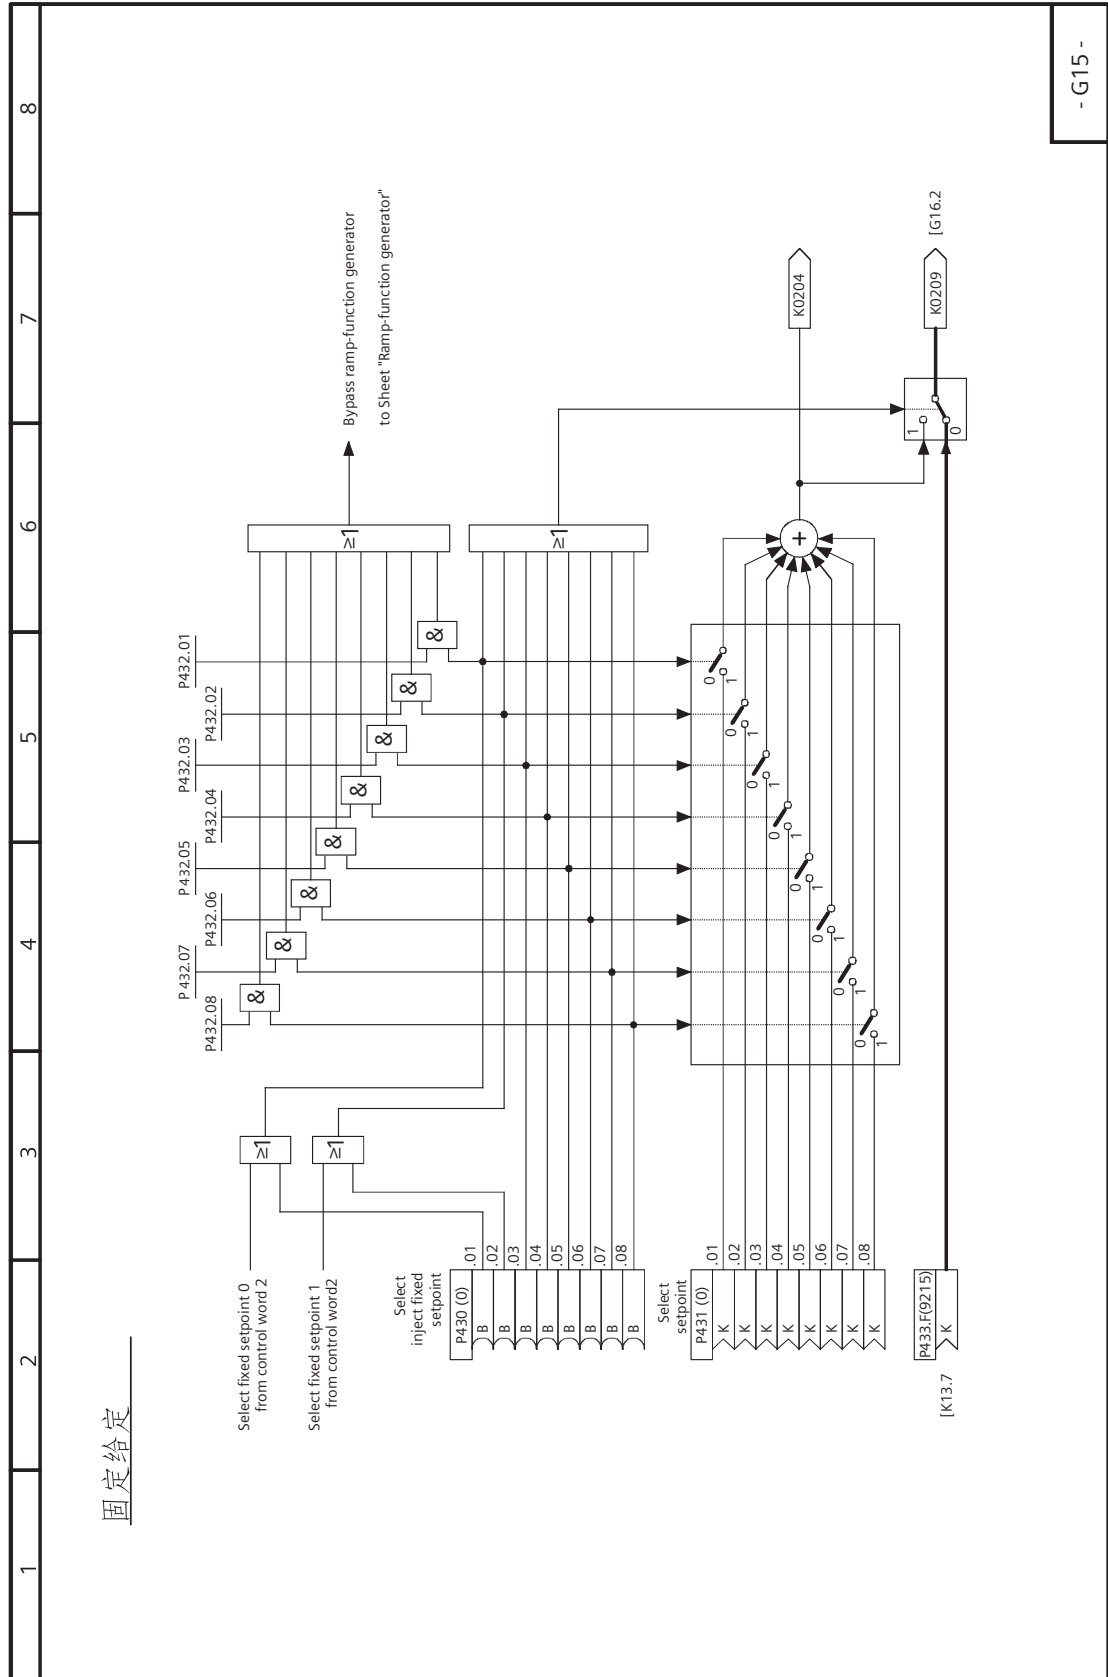 固定给定
1
2
3
4
5
6
7
8
Select fixed setpoint 0
from control word 2
Select fixed setpoint 1
from control word2
≥1
≥1
P432.08
P 432.07
P432.06
P 432.05
P432.04
P432.03
P432.02
P432.01
&
&
&
&
&
&
&
&
≥1
Bypass ramp-function generator
to Sheet "Ramp-function generator"
Select
inject fixed
setpoint
P430 (0)
B
B
B
B
B
B
B
B
.01
.02
.03
.04
.05
.06
.07
.08
≥1
Select
setpoint
P431 (0)
K
K
K
K
K
K
K
K
.01
.02
.03
.04
.05
.06
.07
.08
0
1
0
1
0
1
0
1
0
1
0
1
0
1
0
1
+
K0204
P433.F(9215)
K
[K13.7
1
0
K0209
[G16.2
- G15 -